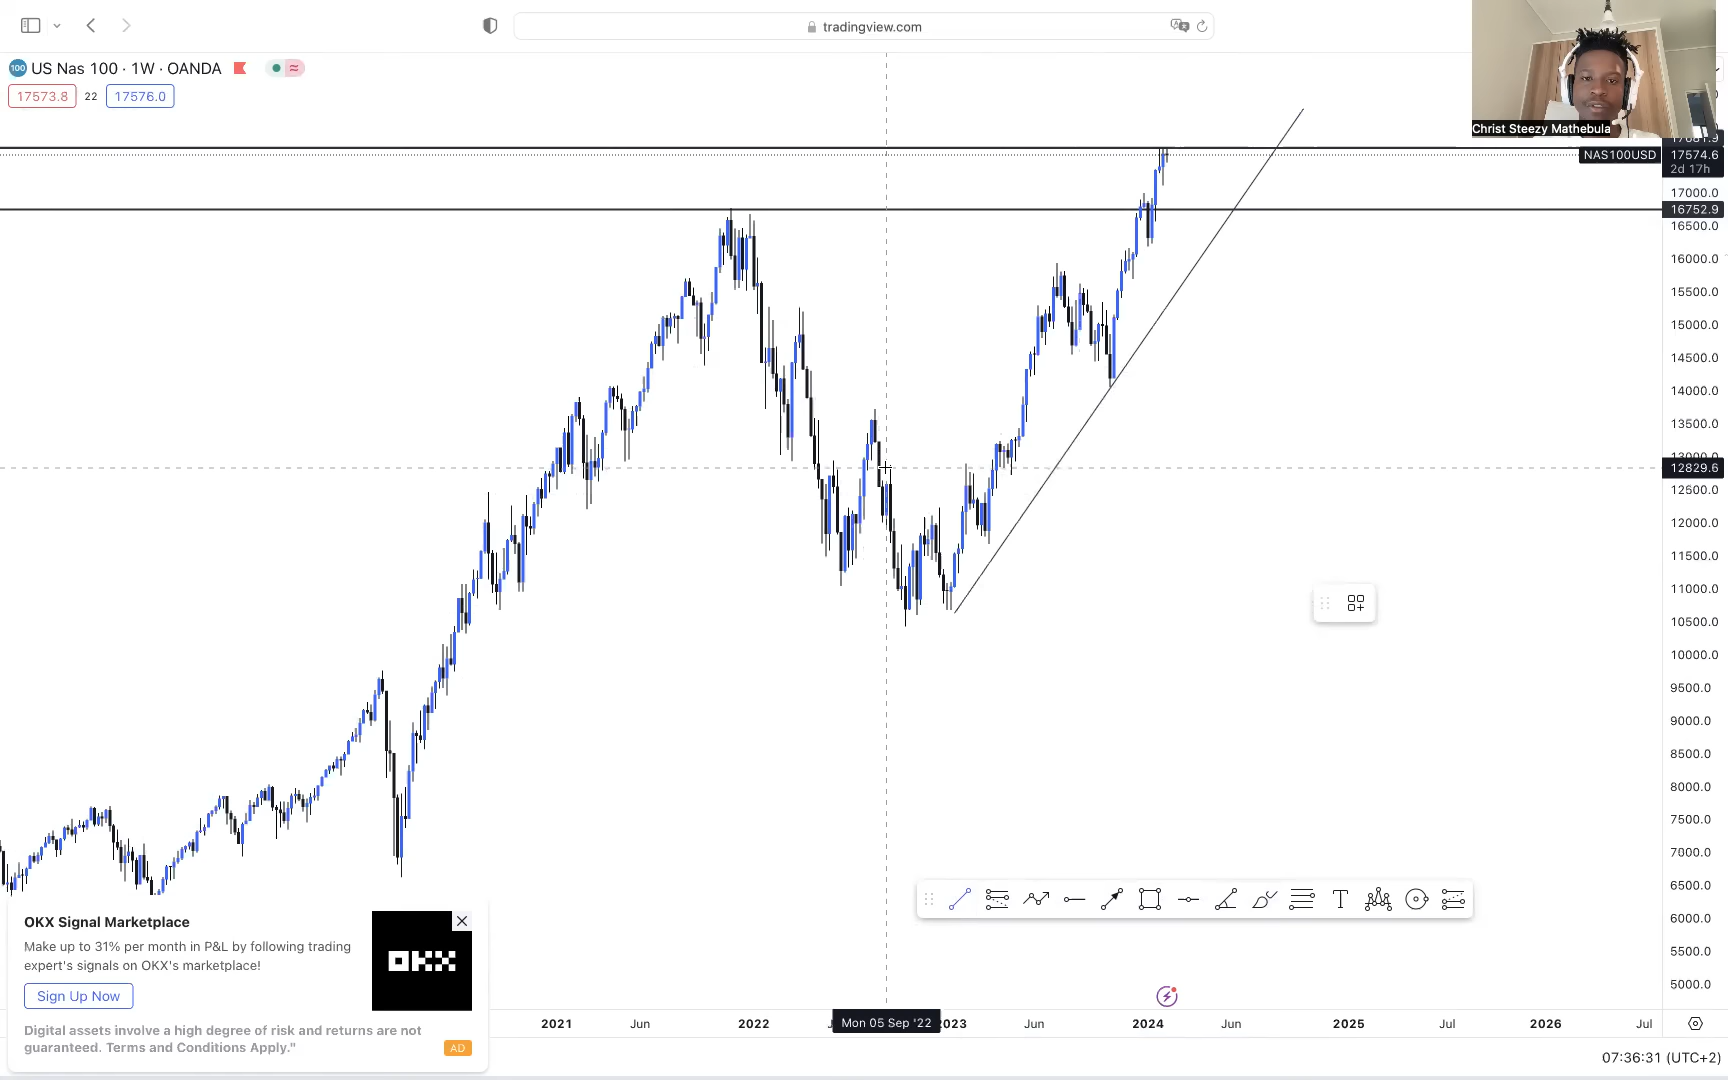 tradingview.com
100 US Nas 100 · 1W · OANDA
17573.8 22 17576.0
Christ Steezy Mathebula
NAS100USD 17574.6
2d 17h
17000.0
16752.9
16500.0
16000.0
15500.0
15000.0
14500.0
14000.0
13500.0
13000.0
12829.6
12500.0
12000.0
11500.0
11000.0
10500.0
10000.0
9500.0
9000.0
8500.0
8000.0
7500.0
7000.0
6500.0
6000.0
5500.0
5000.0
OKX Signal Marketplace
Make up to 31% per month in P&L by following trading
expert's signals on OKX's marketplace!
Sign Up Now
OKX
Digital assets involve a high degree of risk and returns are not
guaranteed. Terms and Conditions Apply."
AD
2021 Jun 2022 Mon 05 Sep '22 2023 Jun 2024 Jun 2025 Jul 2026 Jul
07:36:31 (UTC+2)